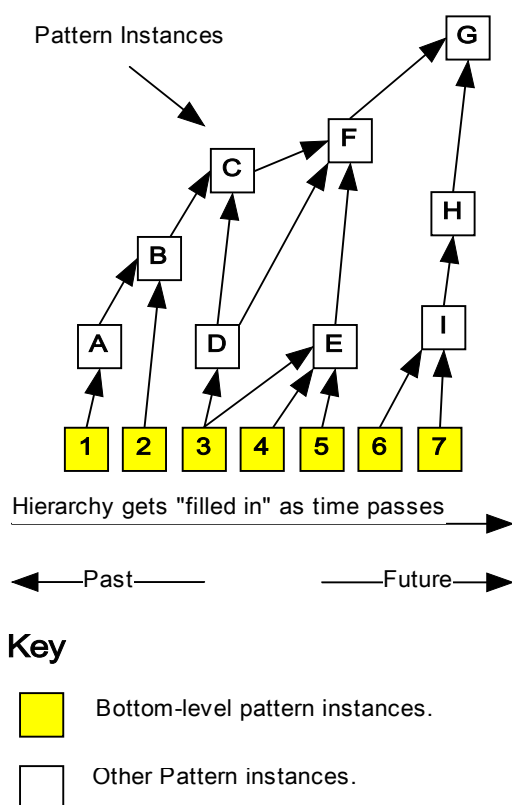 G
Pattern Instances
F
C
H
B
I
A
D
E
1
2
3
4
5
6
7
Hierarchy gets "filled in" as time passes
Past
Future
Key
Bottom-level pattern instances.
Other Pattern instances.